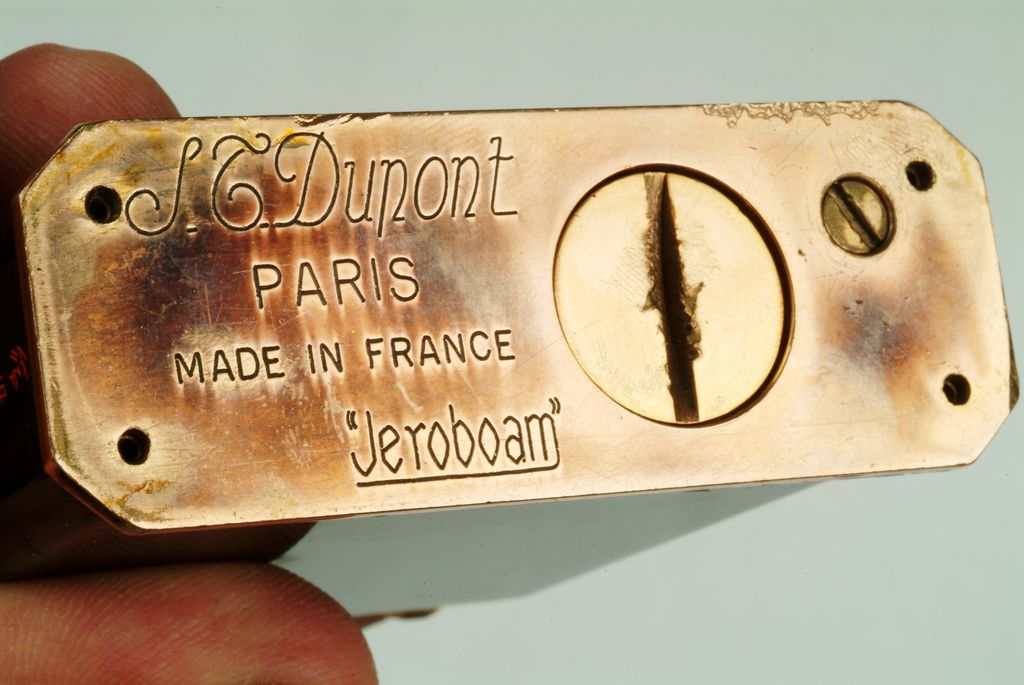 S.T. Dupont
PARIS
MADE IN FRANCE
"Jeroboam"